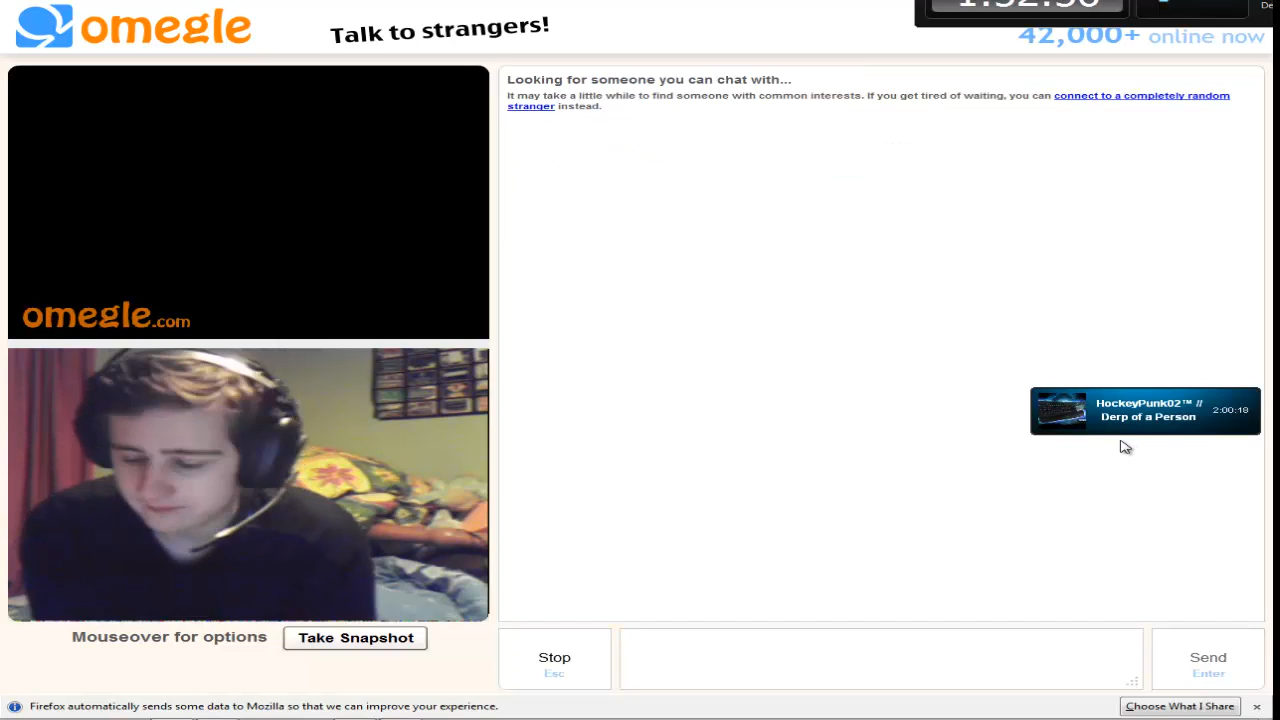 omegle
Talk to strangers!
42,000+ online now
Looking for someone you can chat with...
It may take a little while to find someone with common interests. If you get tired of waiting, you can connect to a completely random
stranger instead.
omegle.com
HockeyPunk02™ //
Derp of a Person
2:00:18
Mouseover for options
Take Snapshot
Stop
Esc
Send
Enter
Firefox automatically sends some data to Mozilla so that we can improve your experience.
Choose What I Share